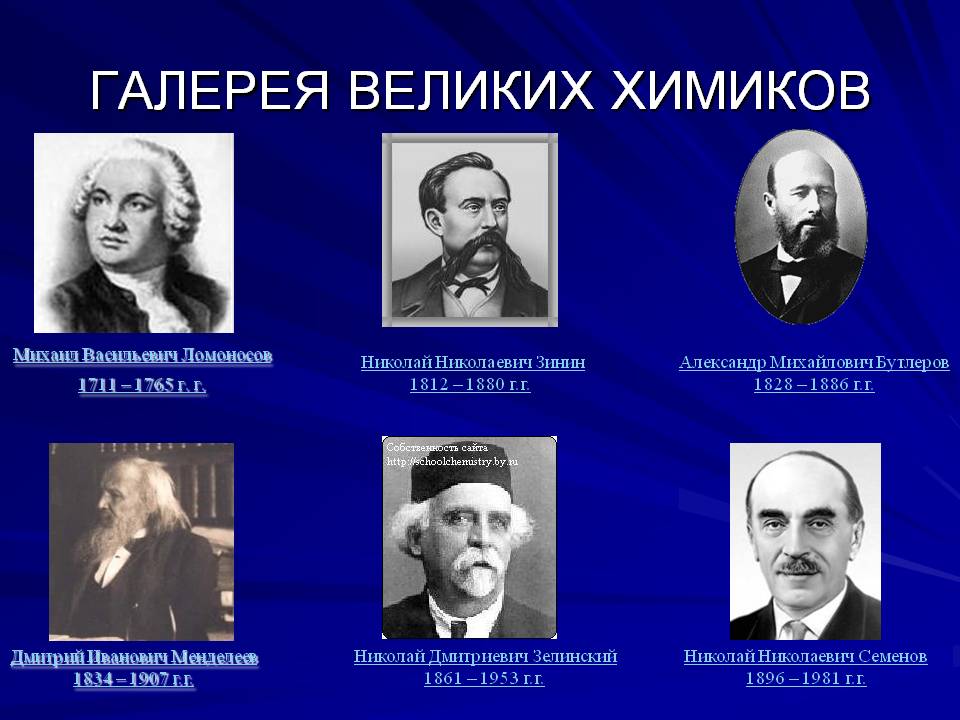 ГАЛЕРЕЯ ВЕЛИКИХ ХИМИКОВ
Михаил Васильевич Ломоносов
1711 – 1765 г. г.
Николай Николаевич Зинин
1812 – 1880 г.г.
Александр Михайлович Бутлеров
1828 – 1886 г.г.
Собственность сайта
http://schoolchemistry.by.ru
Дмитрий Иванович Менделеев
1834 – 1907 г.г.
Николай Дмитриевич Зелинский
1861 – 1953 г.г.
Николай Николаевич Семенов
1896 – 1981 г.г.